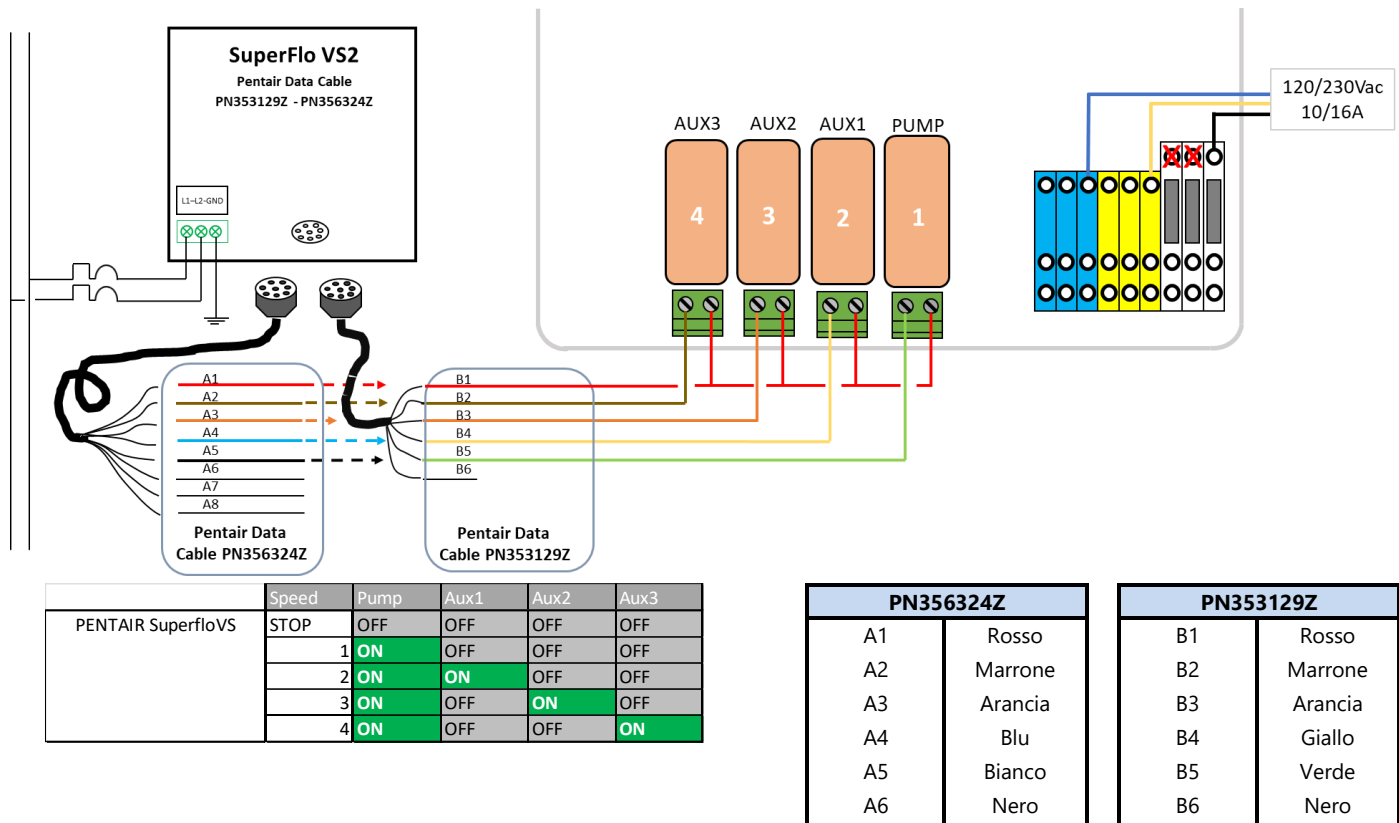 SuperFlo VS2
Pentair Data Cable
PN353129Z - PN356324Z
L1–L2-GND
120/230Vac
10/16A
AUX3 AUX2 AUX1 PUMP
4 3 2 1
A1
A2
A3
A4
A5
A6
A7
A8
Pentair Data
Cable PN356324Z
B1
B2
B3
B4
B5
B6
Pentair Data
Cable PN353129Z
Speed Pump Aux1 Aux2 Aux3
PENTAIR SuperfloVS STOP OFF OFF OFF OFF
1 ON OFF OFF OFF
2 ON ON OFF OFF
3 ON OFF ON OFF
4 ON OFF OFF ON
PN356324Z
A1 Rosso
A2 Marrone
A3 Arancia
A4 Blu
A5 Bianco
A6 Nero
PN353129Z
B1 Rosso
B2 Marrone
B3 Arancia
B4 Giallo
B5 Verde
B6 Nero